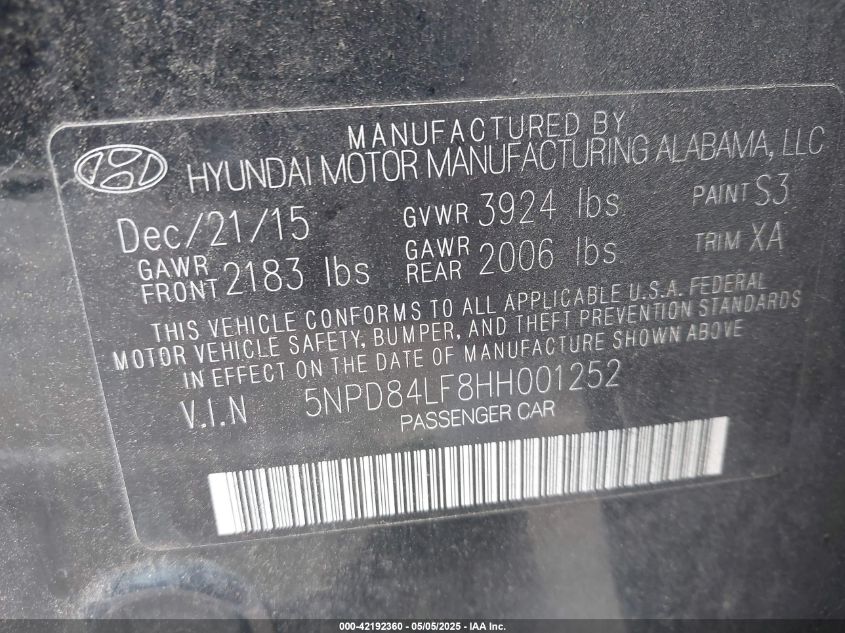 MANUFACTURED BY
HYUNDAI MOTOR MANUFACTURING ALABAMA, LLC
Dec/21/15 GVWR 3924 lbs PAINT S3
GAWR FRONT 2183 lbs GAWR REAR 2006 lbs TRIM XA
THIS VEHICLE CONFORMS TO ALL APPLICABLE U.S.A. FEDERAL
MOTOR VEHICLE SAFETY, BUMPER, AND THEFT PREVENTION STANDARDS
IN EFFECT ON THE DATE OF MANUFACTURE SHOWN ABOVE
V.I.N 5NPD84LF8HH001252
PASSENGER CAR
000-42192360 - 05/05/2025 - IAA Inc.